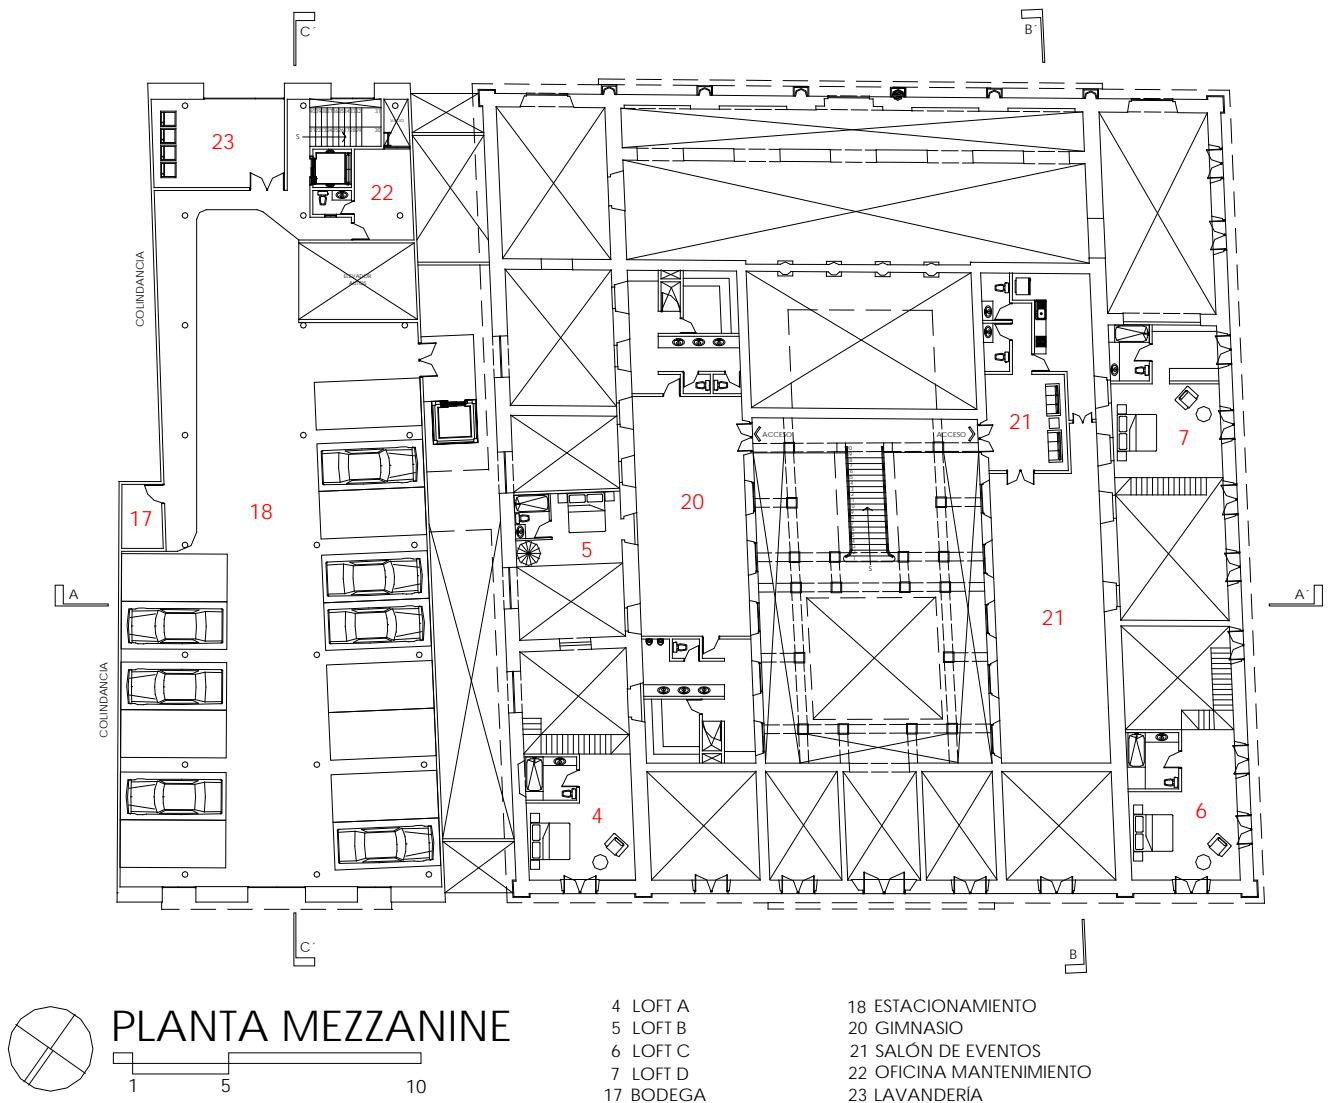 C´
B´
23
S
22
COLINDANCIA
ELEVADOR
AUTOS
ACCESO
ACCESO
21
7
17
18
20
5
S
A
A´
21
COLINDANCIA
4
6
C´
B
PLANTA MEZZANINE
1 5 10
4 LOFT A
5 LOFT B
6 LOFT C
7 LOFT D
17 BODEGA
18 ESTACIONAMIENTO
20 GIMNASIO
21 SALÓN DE EVENTOS
22 OFICINA MANTENIMIENTO
23 LAVANDERÍA